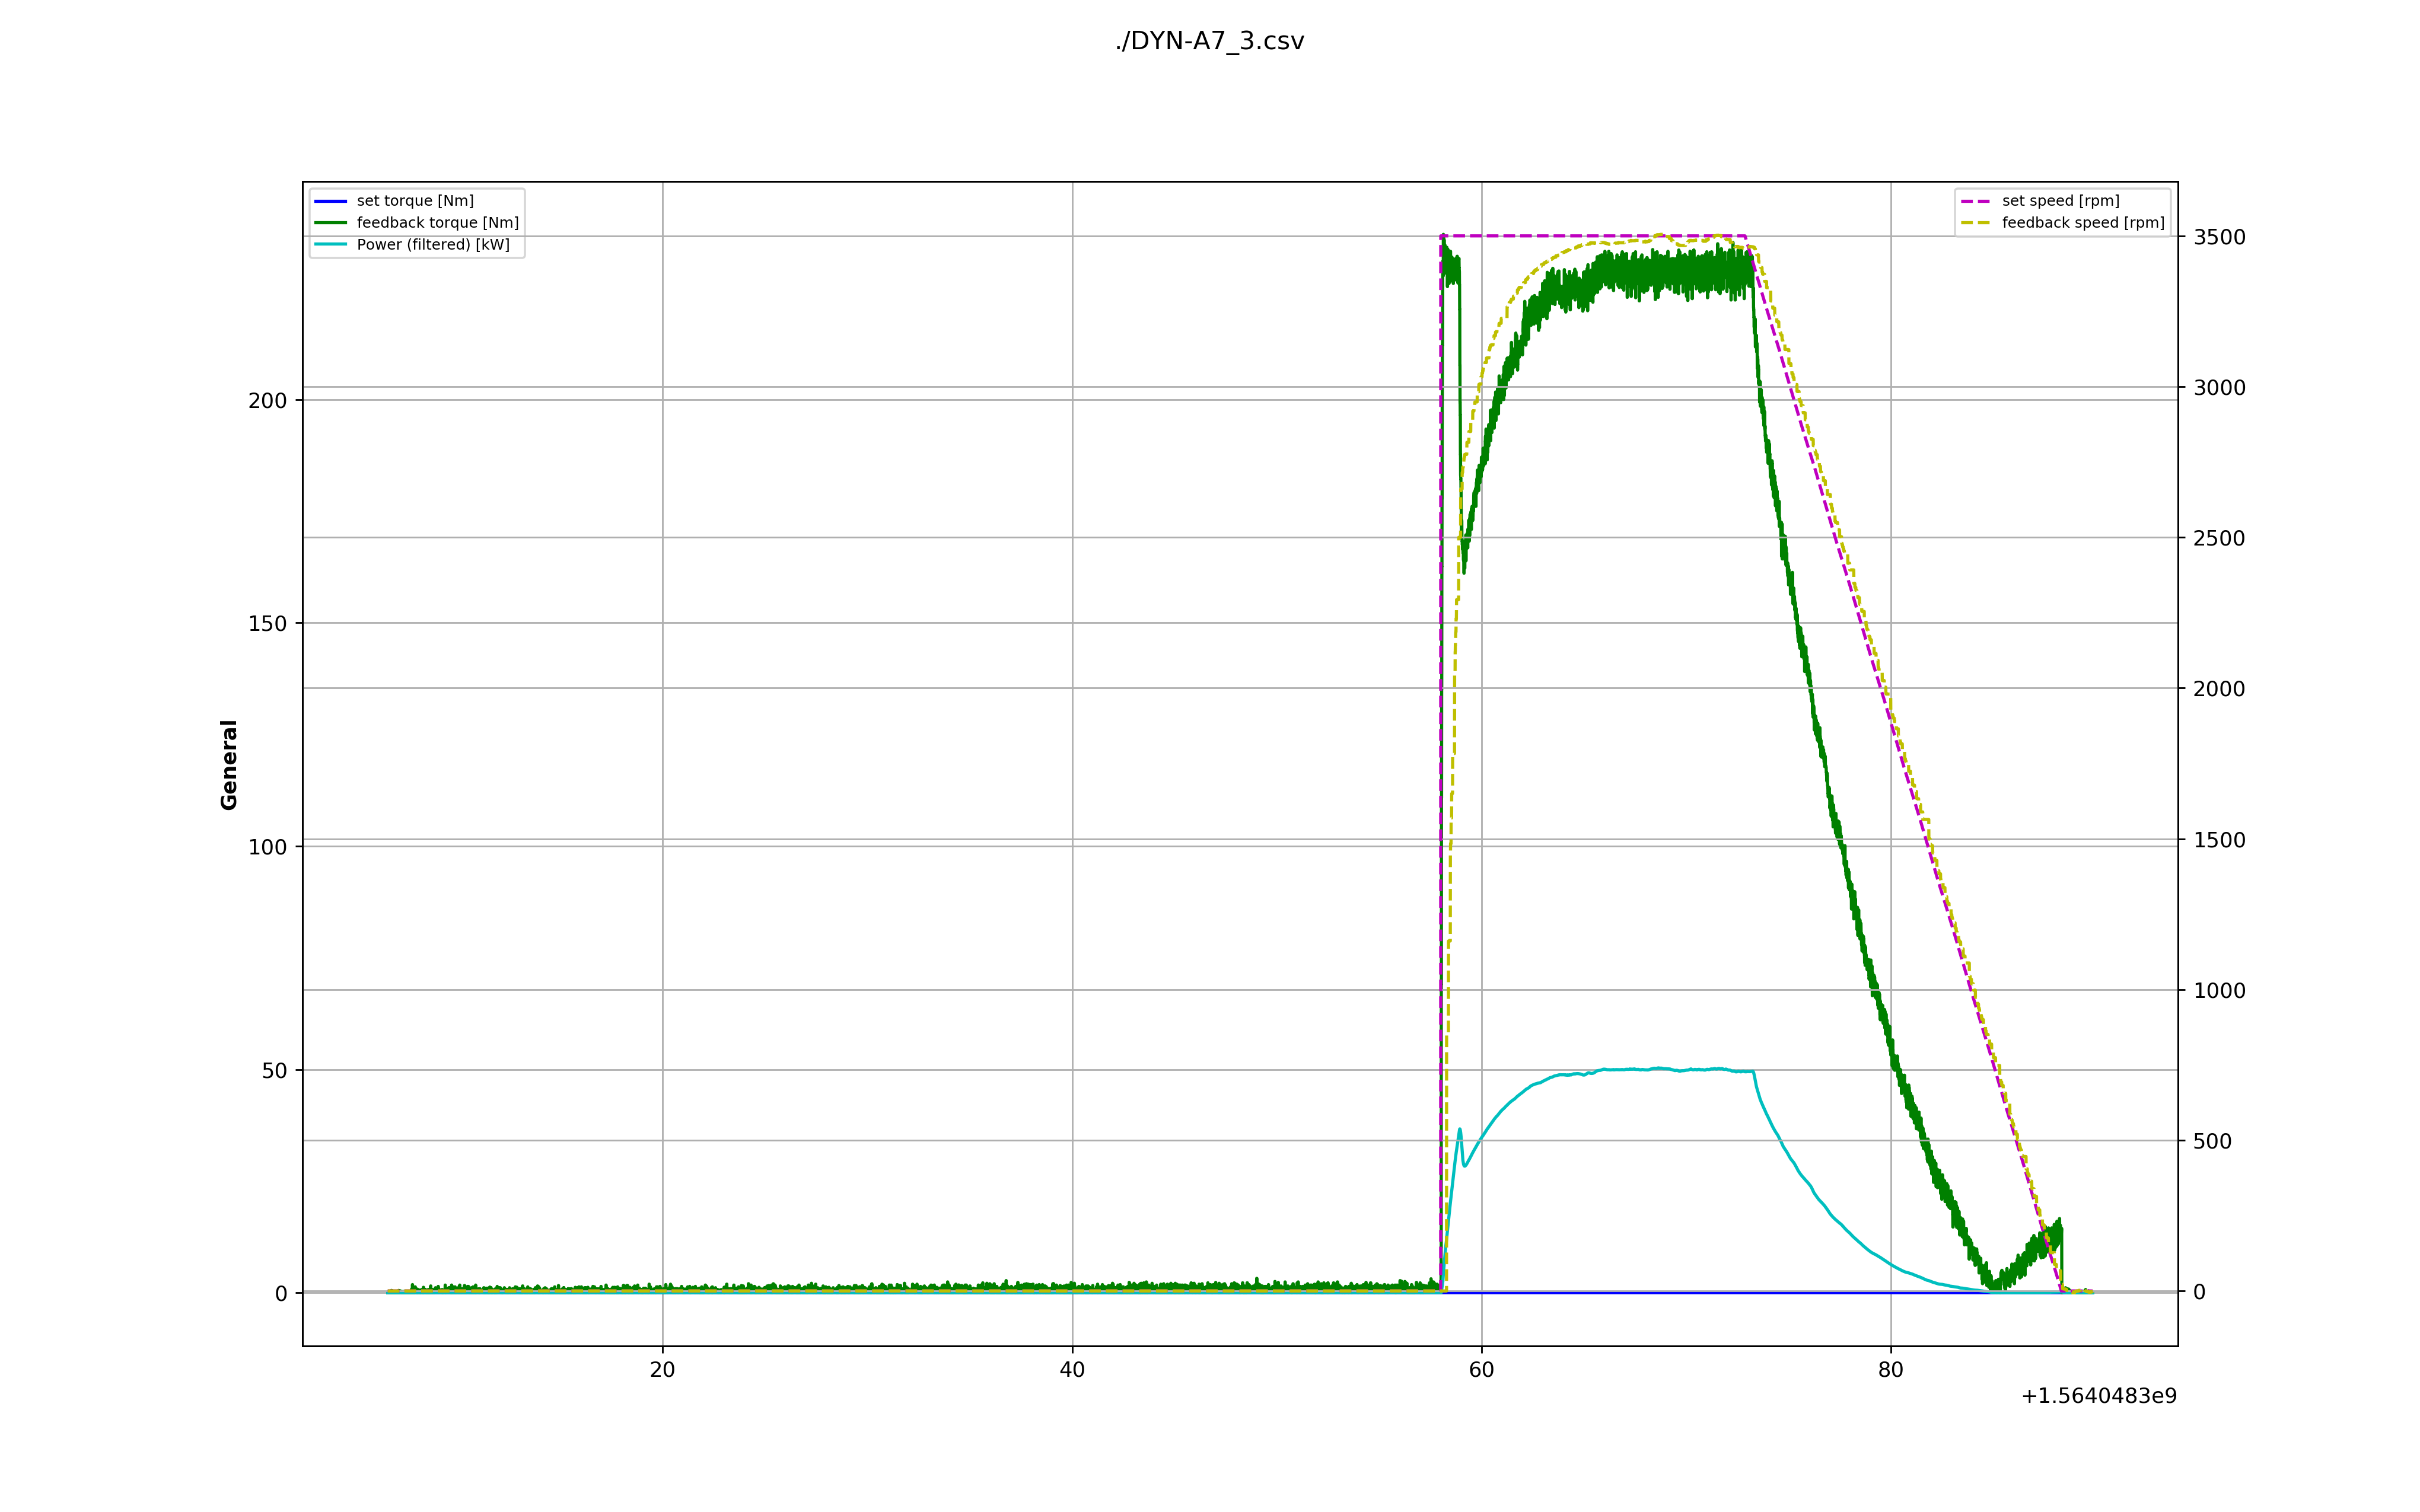 ./DYN-A7_3.csv
set torque [Nm]
feedback torque [Nm]
Power (filtered) [kW]
set speed [rpm]
feedback speed [rpm]
General
200
150
100
50
0
3500
3000
2500
2000
1500
1000
500
0
20
40
60
80
+1.5640483e9